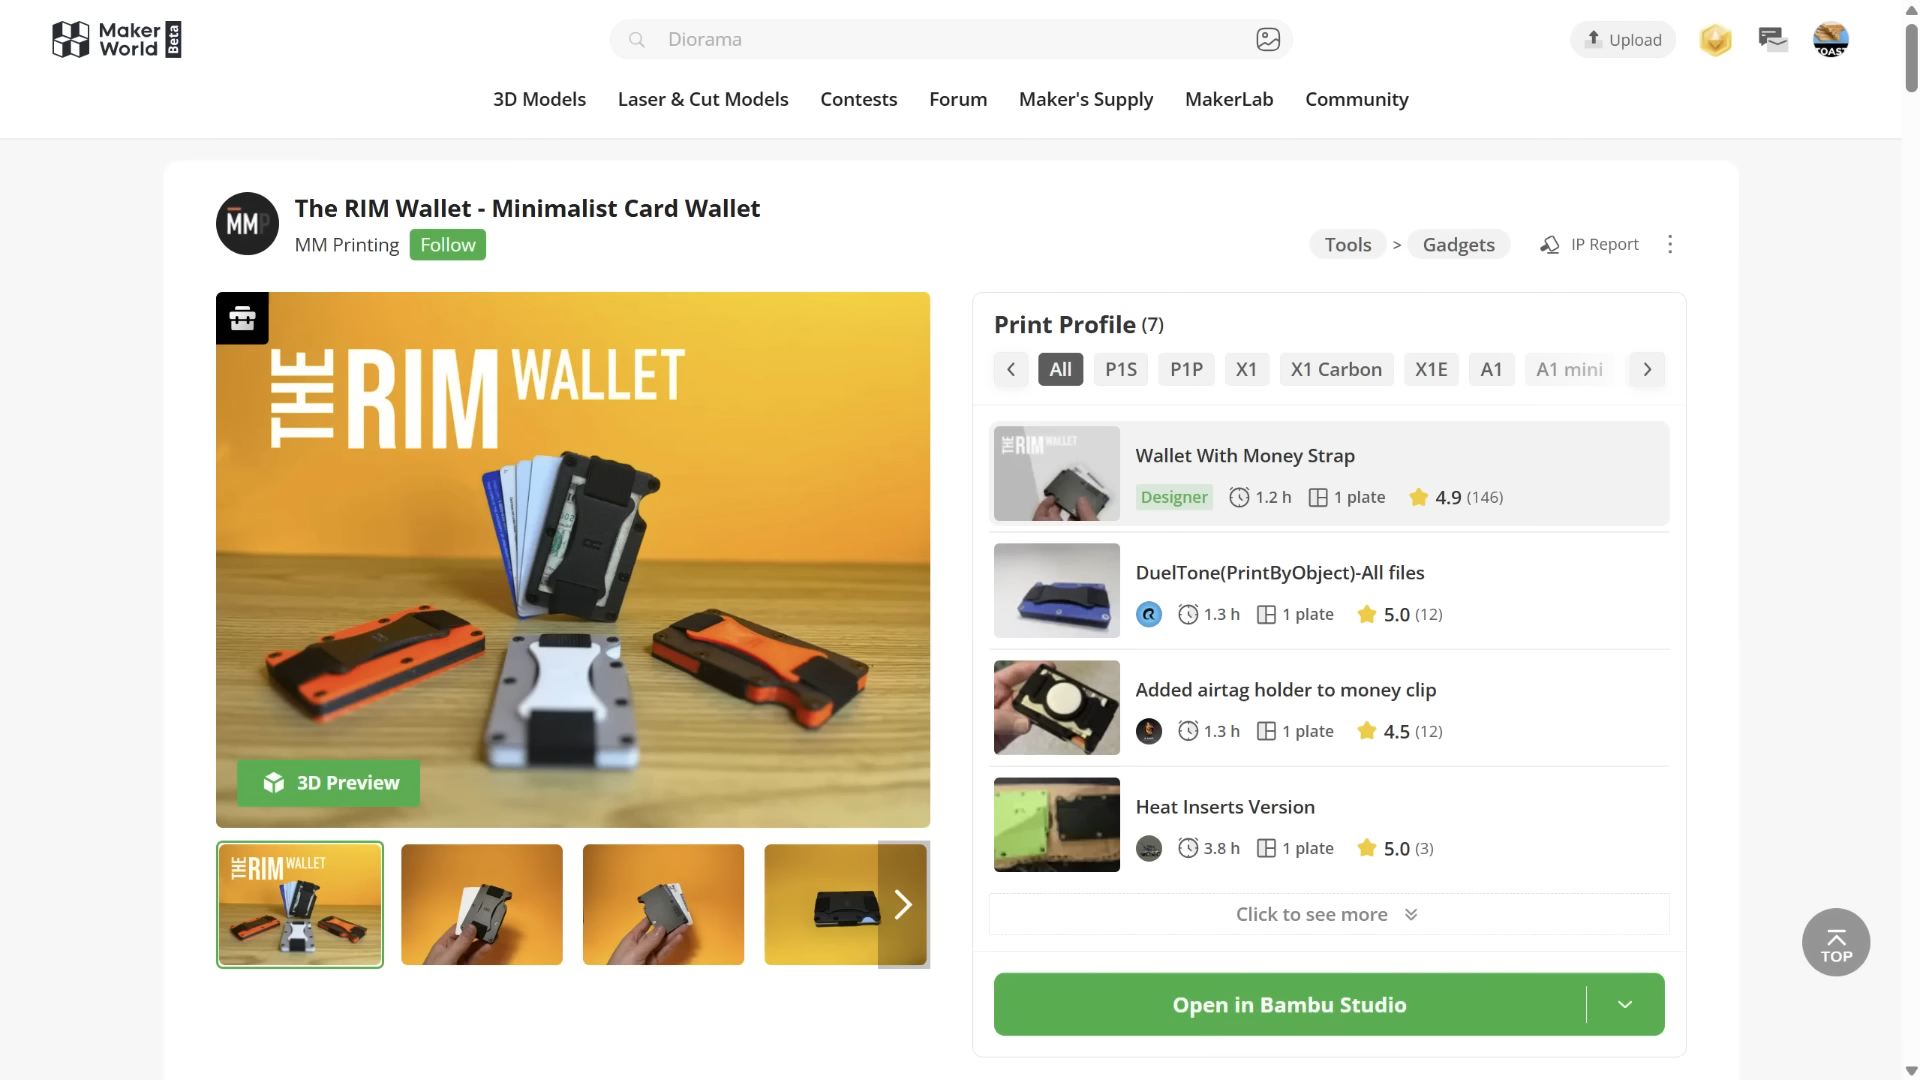 Maker
World
Beta
Diorama
Upload
TOAST
3D Models
Laser & Cut Models
Contests
Forum
Maker's Supply
MakerLab
Community
MMP
The RIM Wallet - Minimalist Card Wallet
MM Printing
Follow
Tools > Gadgets
IP Report
THE RIM WALLET
R
3D Preview
THE RIM WALLET
Print Profile (7)
All
P1S
P1P
X1
X1 Carbon
X1E
A1
A1 mini
THE RIM WALLET
Wallet With Money Strap
Designer
1.2 h
1 plate
4.9 (146)
DuelTone(PrintByObject)-All files
1.3 h
1 plate
5.0 (12)
Added airtag holder to money clip
1.3 h
1 plate
4.5 (12)
Heat Inserts Version
3.8 h
1 plate
5.0 (3)
Click to see more
Open in Bambu Studio
TOP